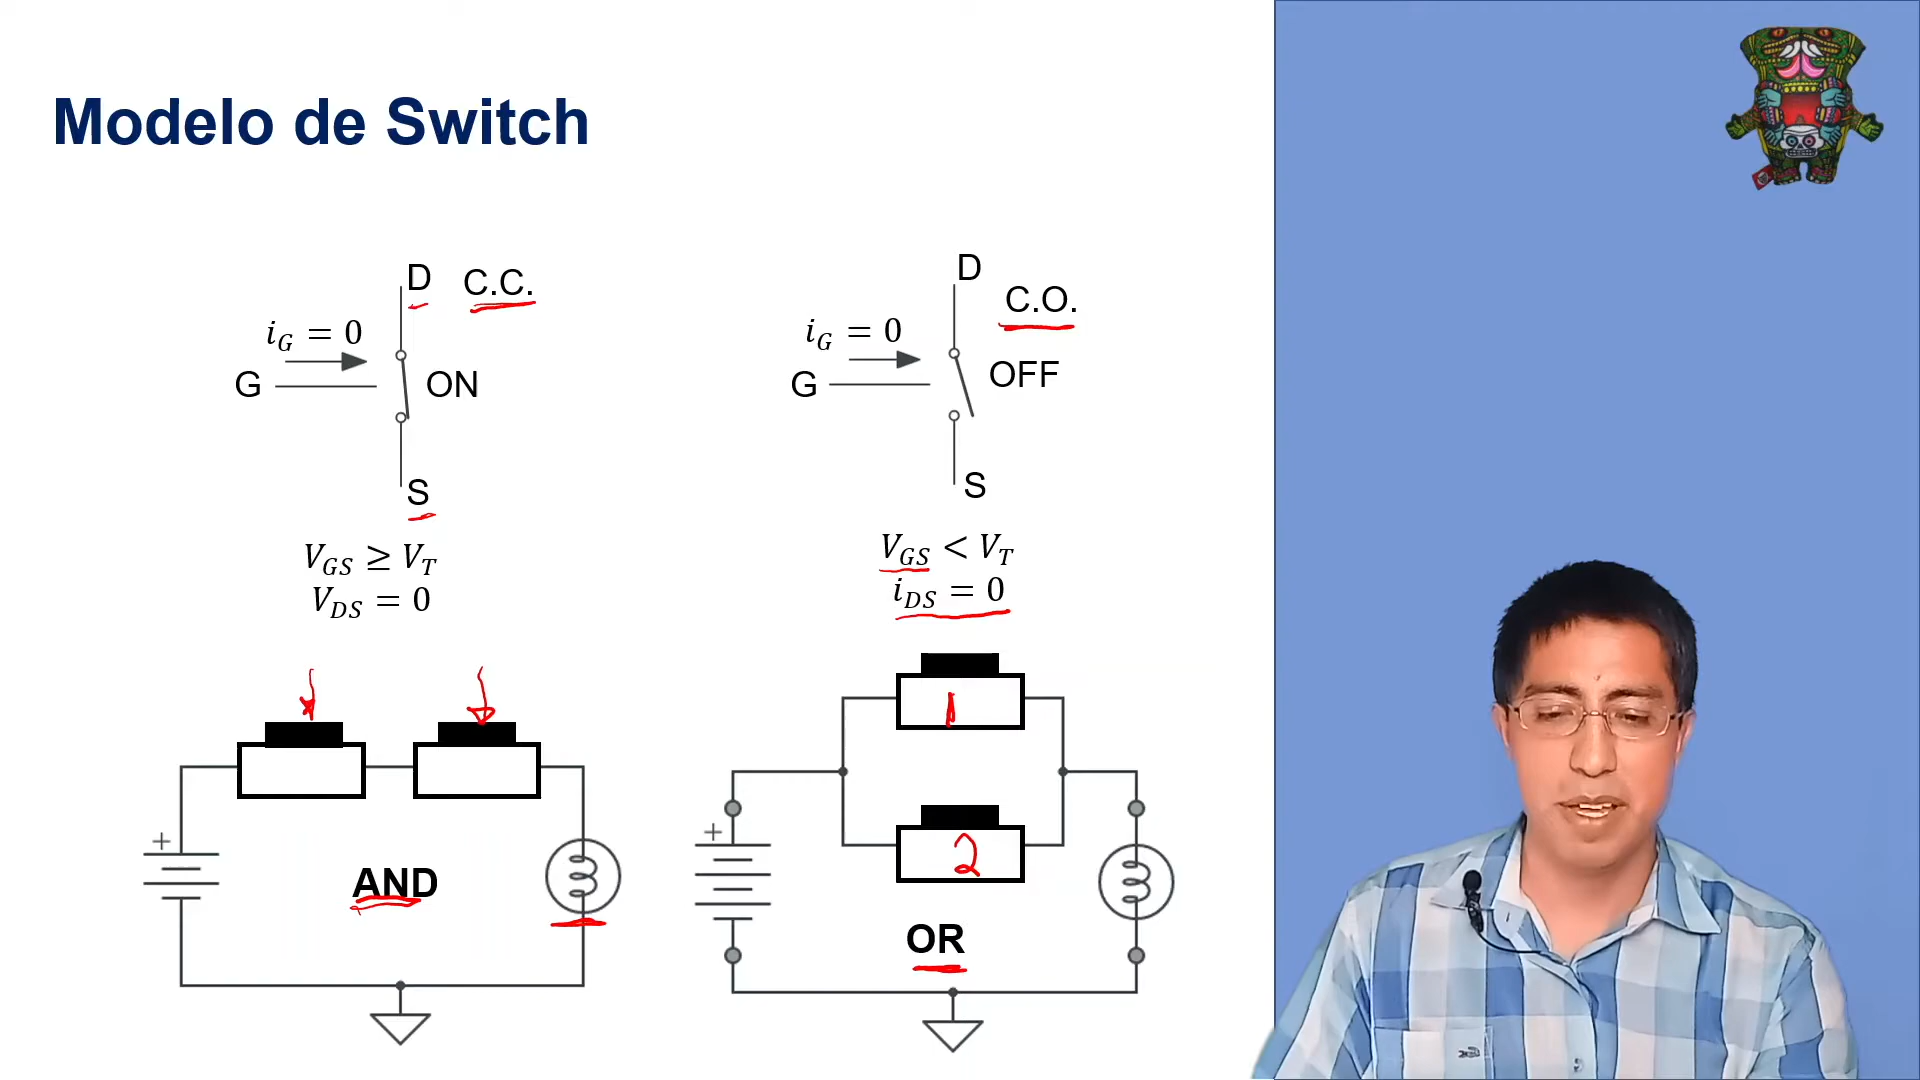 Modelo de Switch
D C.C.
i_G = 0
G ON
S
V_GS ≥ V_T
V_DS = 0
+
AND
D
C.O.
i_G = 0
G OFF
S
V_GS < V_T
i_DS = 0
1
2
+
OR